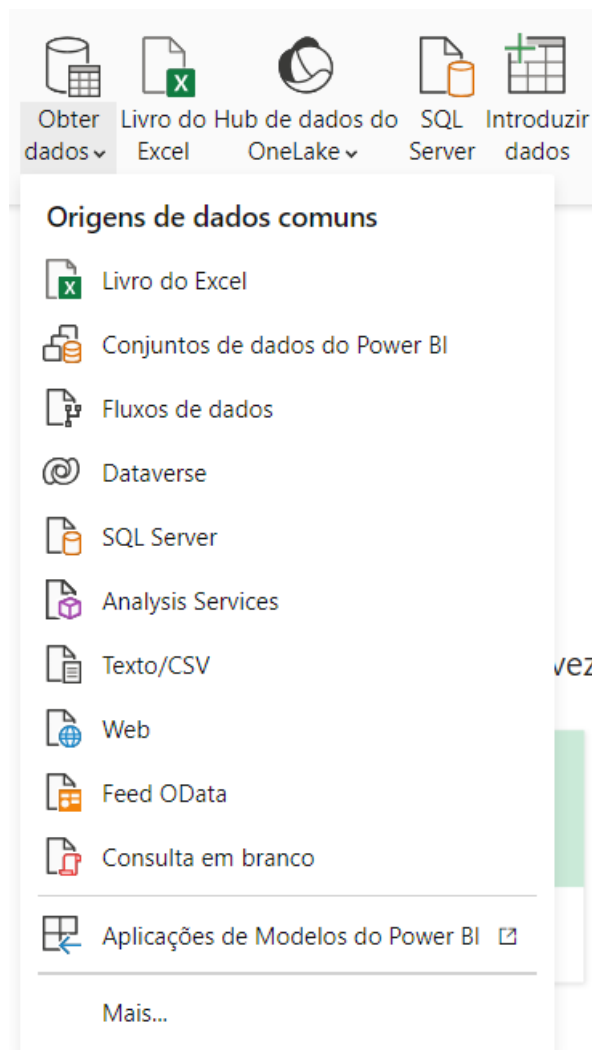 Obter dados
Livro do Excel
Hub de dados do OneLake
SQL Server
Introduzir dados
Origens de dados comuns
Livro do Excel
Conjuntos de dados do Power BI
Fluxos de dados
Dataverse
SQL Server
Analysis Services
Texto/CSV
vez
Web
Feed OData
Consulta em branco
Aplicações de Modelos do Power BI
Mais...